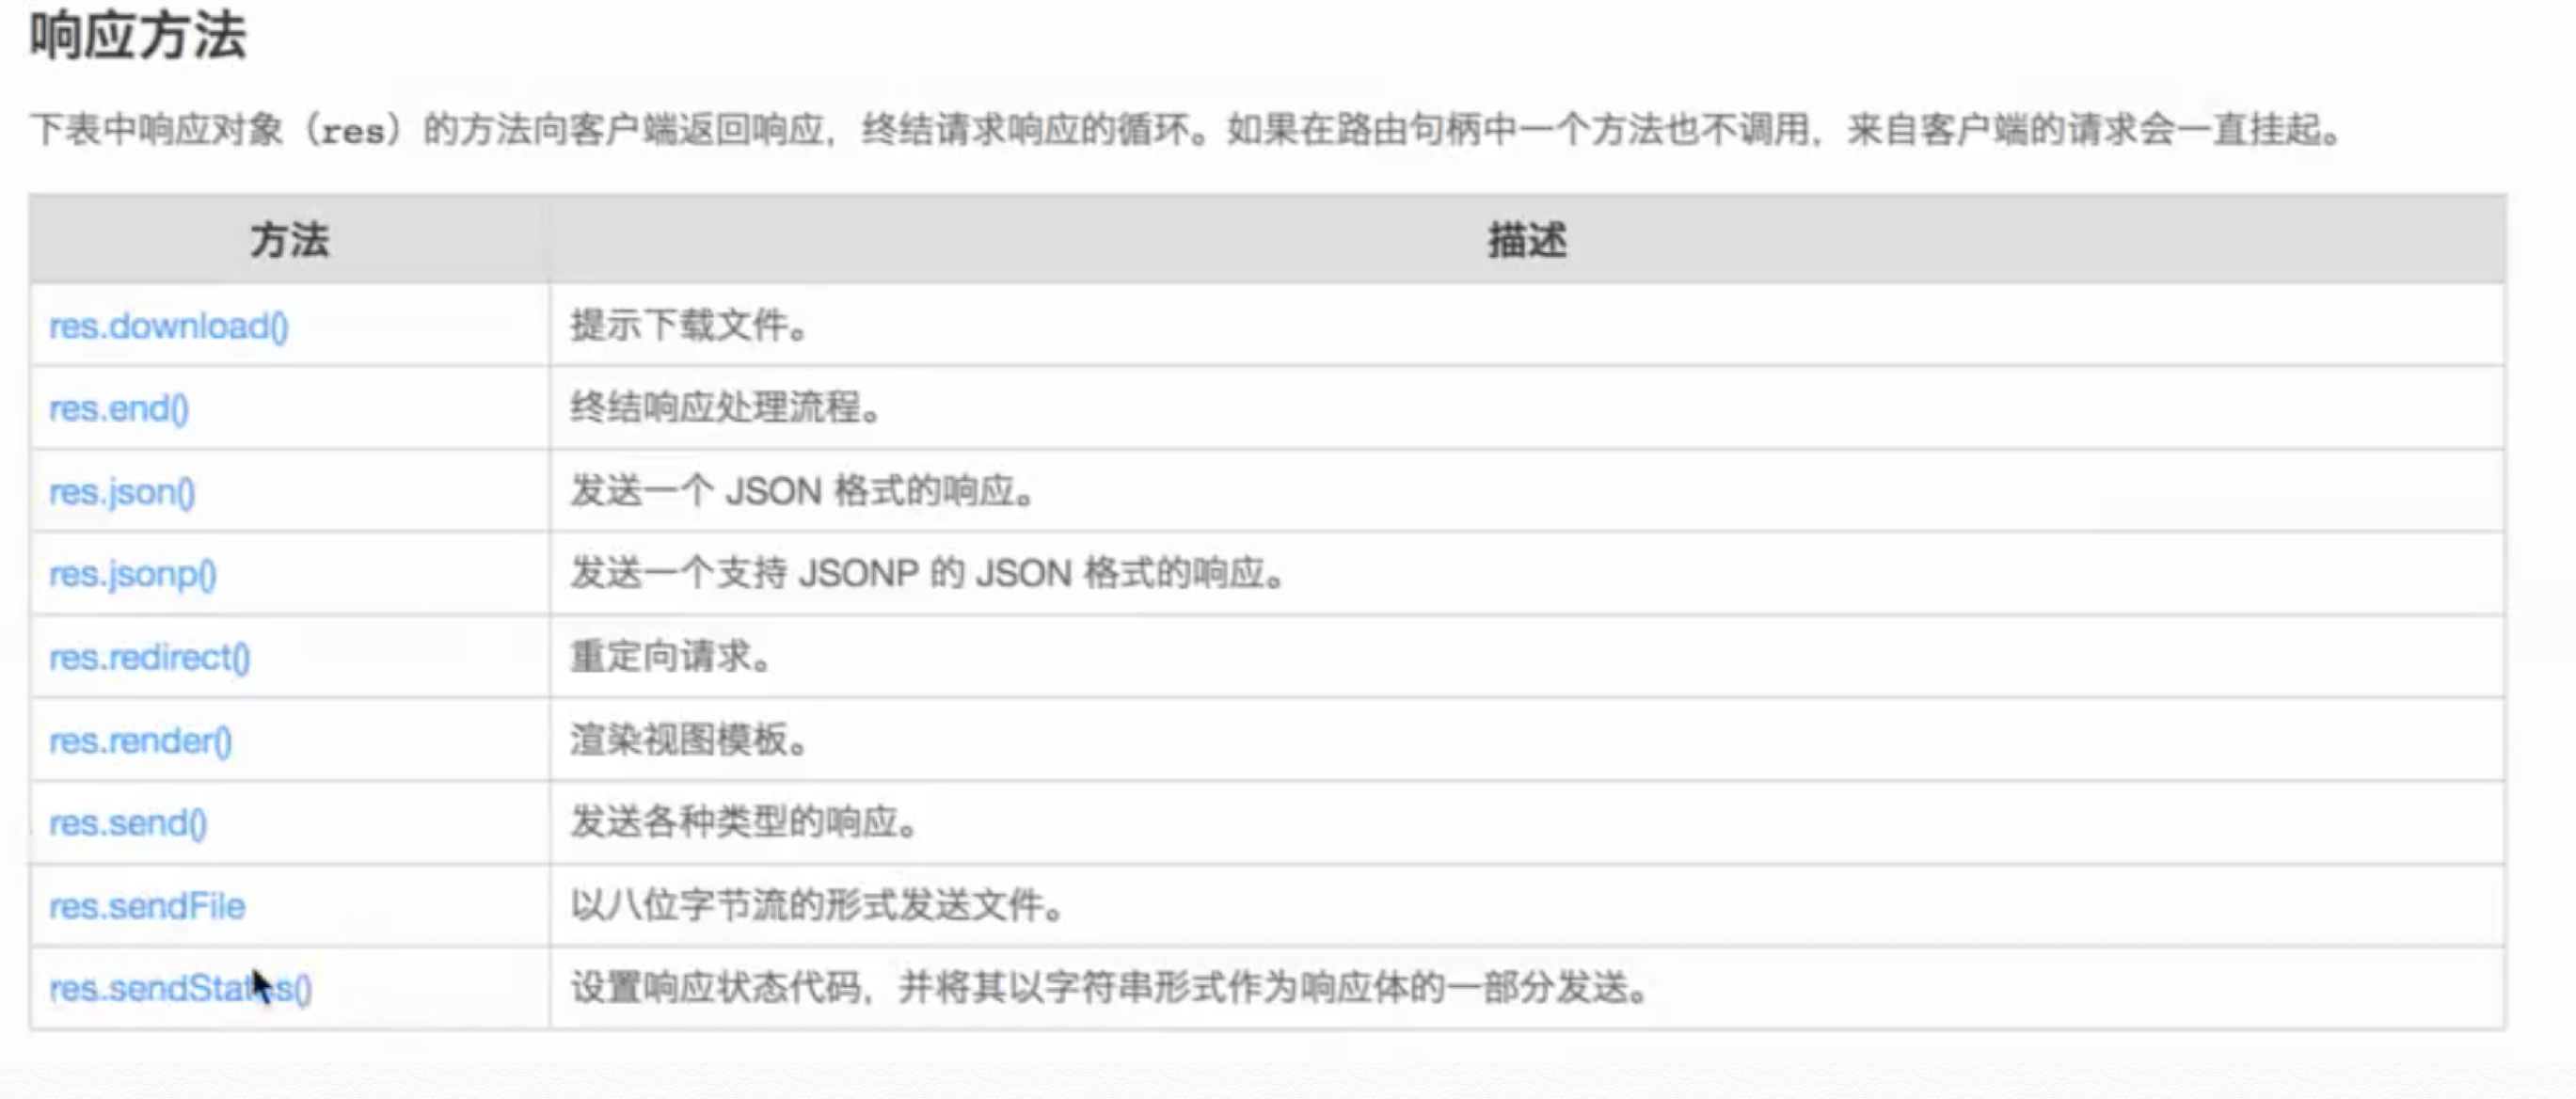 响应方法
下表中响应对象（res）的方法向客户端返回响应，终结请求响应的循环。如果在路由句柄中一个方法也不调用，来自客户端的请求会一直挂起。
方法 描述
res.download() 提示下载文件。
res.end() 终结响应处理流程。
res.json() 发送一个 JSON 格式的响应。
res.jsonp() 发送一个支持 JSONP 的 JSON 格式的响应。
res.redirect() 重定向请求。
res.render() 渲染视图模板。
res.send() 发送各种类型的响应。
res.sendFile 以八位字节流的形式发送文件。
res.sendStatus() 设置响应状态代码，并将其以字符串形式作为响应体的一部分发送。